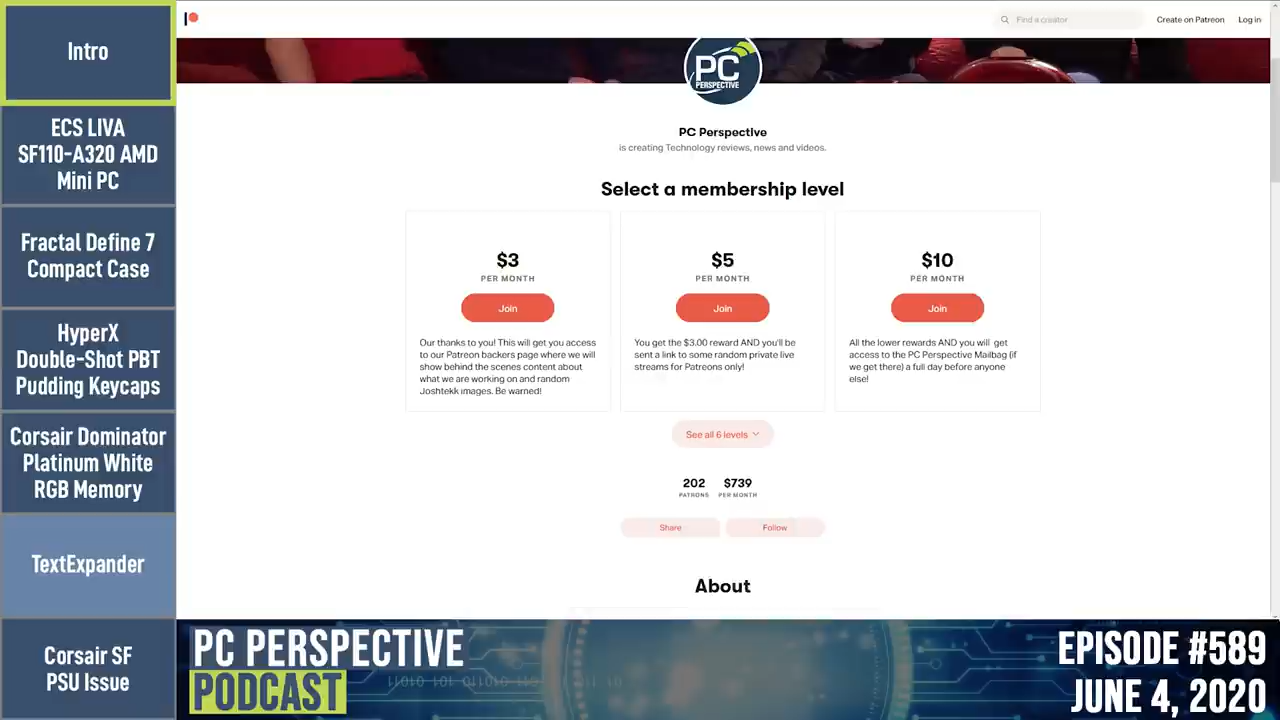 Intro
ECS LIVA
SF110-A320 AMD
Mini PC
Fractal Define 7
Compact Case
HyperX
Double-Shot PBT
Pudding Keycaps
Corsair Dominator
Platinum White
RGB Memory
TextExpander
Corsair SF
PSU Issue
Find a creator
Create on Patreon
Log in
PC
PERSPECTIVE
PC Perspective
is creating Technology reviews, news and videos.
Select a membership level
$3
PER MONTH
Join
Our thanks to you! This will get you access
to our Patreon backers page where we will
show behind the scenes content about
what we are working on and random
Joshtekk images. Be warned!
$5
PER MONTH
Join
You get the $3.00 reward AND you'll be
sent a link to some random private live
streams for Patreons only!
$10
PER MONTH
Join
All the lower rewards AND you will get
access to the PC Perspective Mailbag (if
we get there) a full day before anyone
else!
See all 6 levels
202
PATRONS
$739
PER MONTH
Share
Follow
About
PC PERSPECTIVE
PODCAST
EPISODE #589
JUNE 4, 2020